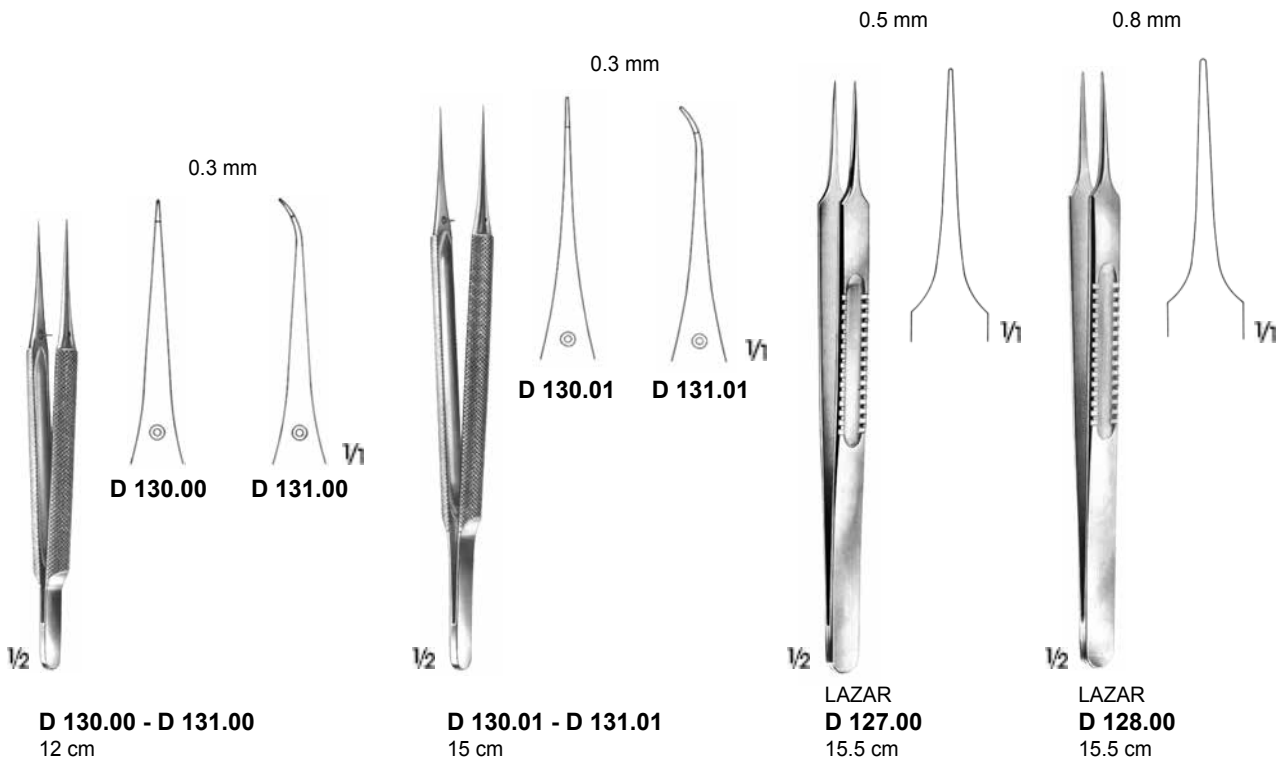 0.3 mm
D 130.00
D 131.00
1/1
1/2
D 130.00 - D 131.00
12 cm
0.3 mm
D 130.01
D 131.01
1/1
1/2
D 130.01 - D 131.01
15 cm
0.5 mm
1/1
1/2
LAZAR
D 127.00
15.5 cm
0.8 mm
1/1
1/2
LAZAR
D 128.00
15.5 cm